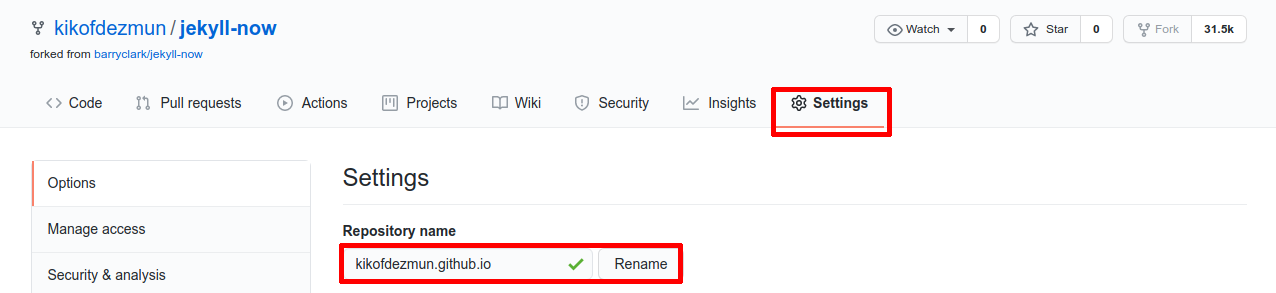 kikofdezmun / jekyll-now
Watch 0 Star 0 Fork 31.5k
forked from barryclark/jekyll-now
Code Pull requests Actions Projects Wiki Security Insights Settings
Options
Settings
Manage access
Repository name
kikofdezmun.github.io Rename
Security & analysis